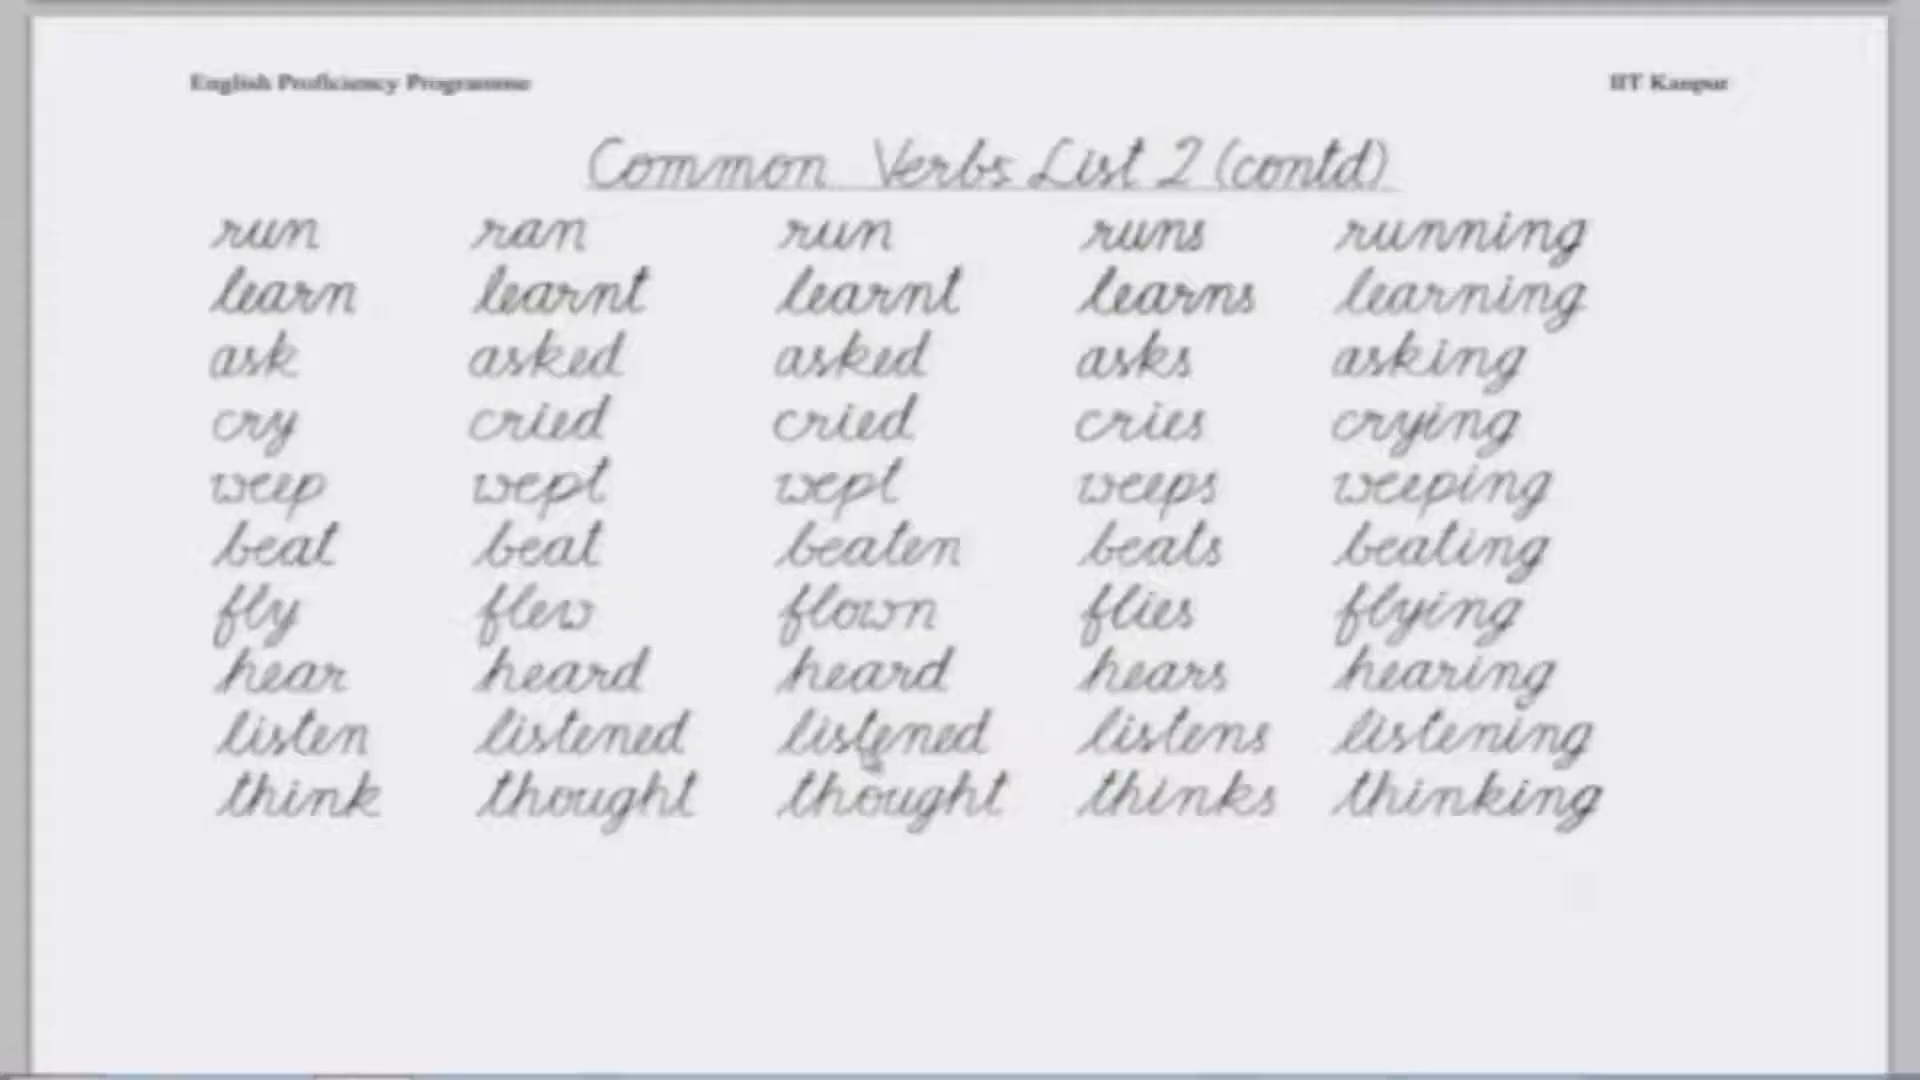 English Proficiency Programme IIT Kanpur
Common Verbs List 2 (contd)
run ran run runs running
learn learnt learnt learns learning
ask asked asked asks asking
cry cried cried cries crying
weep wept wept weeps weeping
beat beat beaten beats beating
fly flew flown flies flying
hear heard heard hears hearing
listen listened listened listens listening
think thought thought thinks thinking